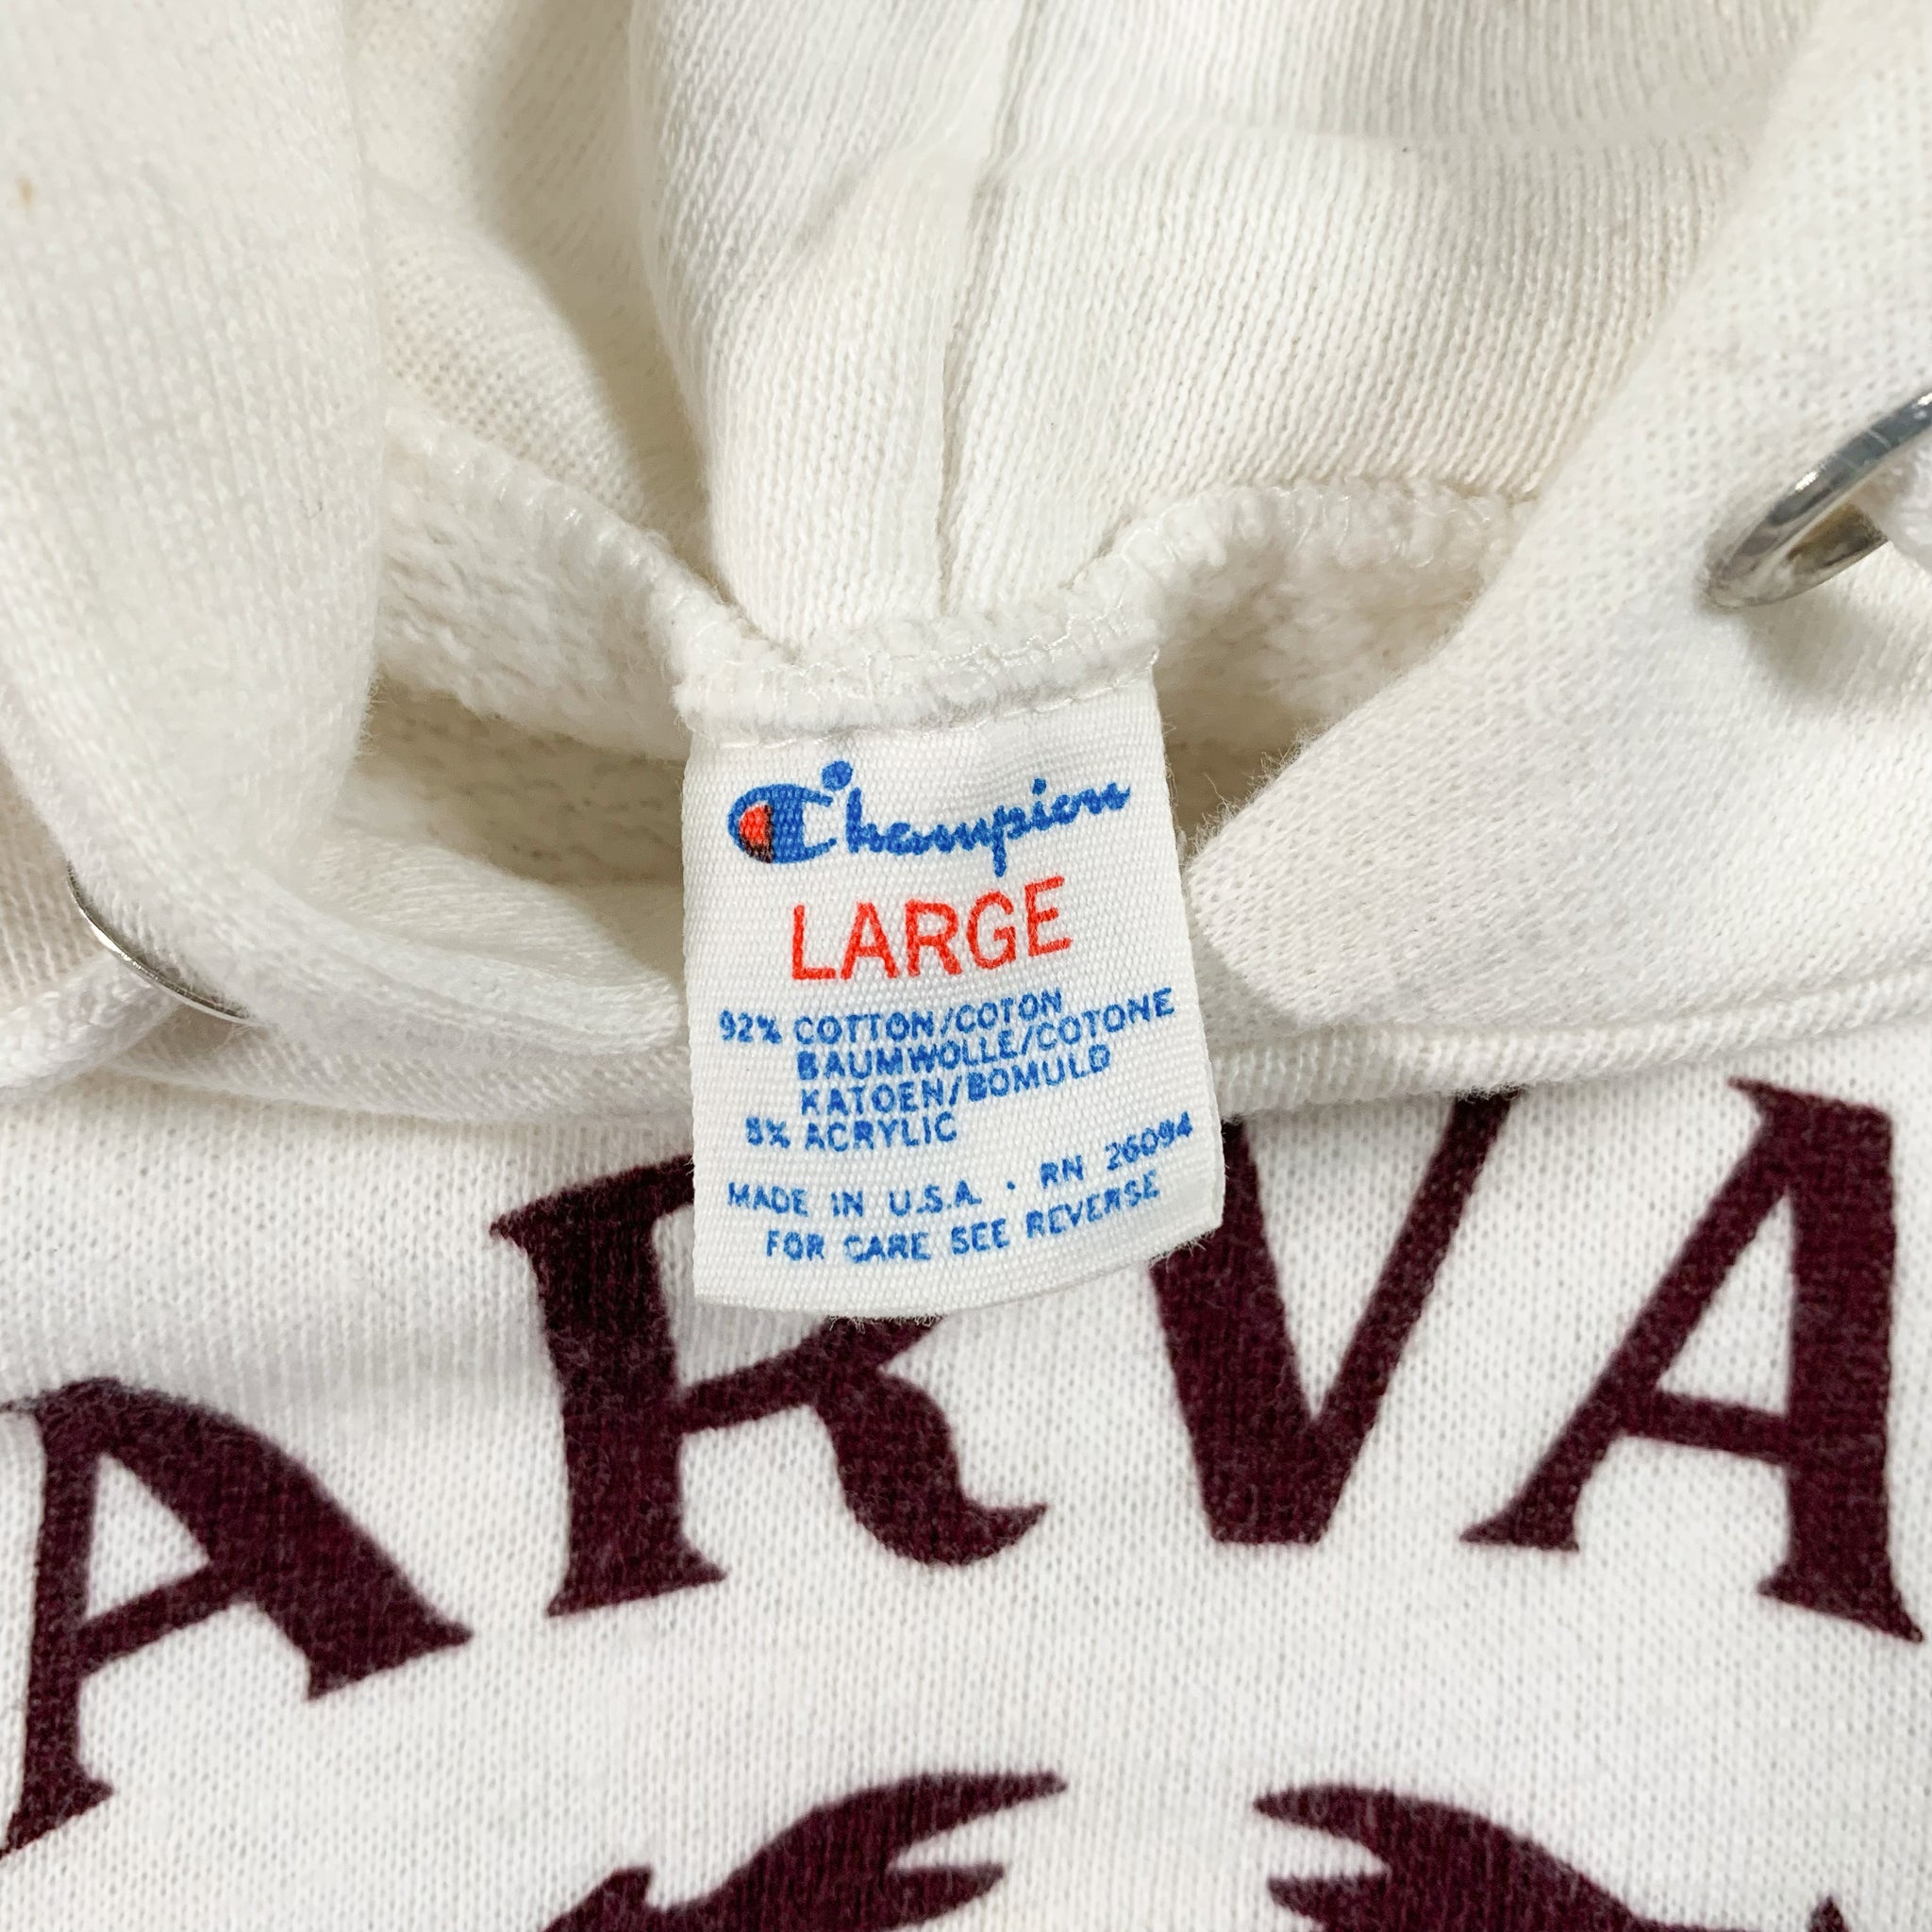 Champion
LARGE
92% COTTON/COTON
BAUMWOLLE/COTONE
KATOEN/BOMULD
8% ACRYLIC
MADE IN U.S.A. · RN 26094
FOR CARE SEE REVERSE
ARVA